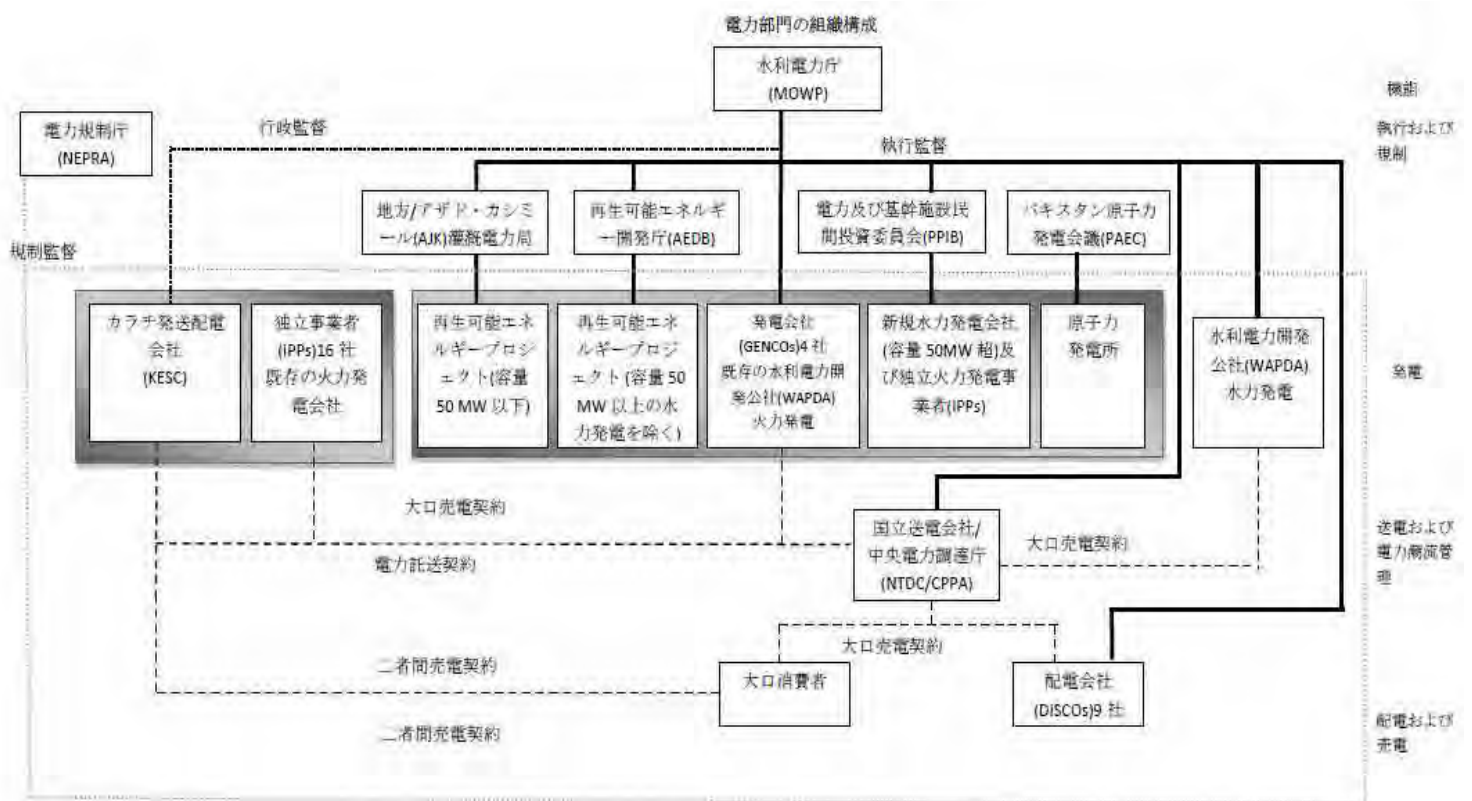 電力部門の組織構成
水利電力庁
(MOWP)
機能
電力規制庁
(NEPRA)
行政監督
執行監督
執行および
規制
地方/アザド・カシミ
ール(AJK)灌漑電力局
再生可能エネルギ
ー開発庁(AEDB)
電力及び基幹施設民
間投資委員会(PPIB)
パキスタン原子力
発電会議(PAEC)
規制監督
カラチ発送配電
会社
(KESC)
独立事業者
(iPPs)16 社
既存の火力発
電会社
再生可能エネ
ルギープロジ
ェクト(容量
50 MW 以下)
再生可能エネ
ルギープロジ
ェクト (容量 50
MW 以上の水
力発電を除く)
発電会社
(GENCOs)4 社
既存の水利電力開
発公社(WAPDA)
火力発電
新規水力発電会社
(容量 50MW 超)及
び独立火力発電事
業者(iPPs)
原子力
発電所
水利電力開発
公社(WAPDA)
水力発電
発電
大口売電契約
電力託送契約
国立送電会社/
中央電力調達庁
(NTDC/CPPA)
大口売電契約
送電および
電力潮流管
理
大口売電契約
二者間売電契約
大口消費者
配電会社
(DISCOs)9 社
二者間売電契約
配電および
売電